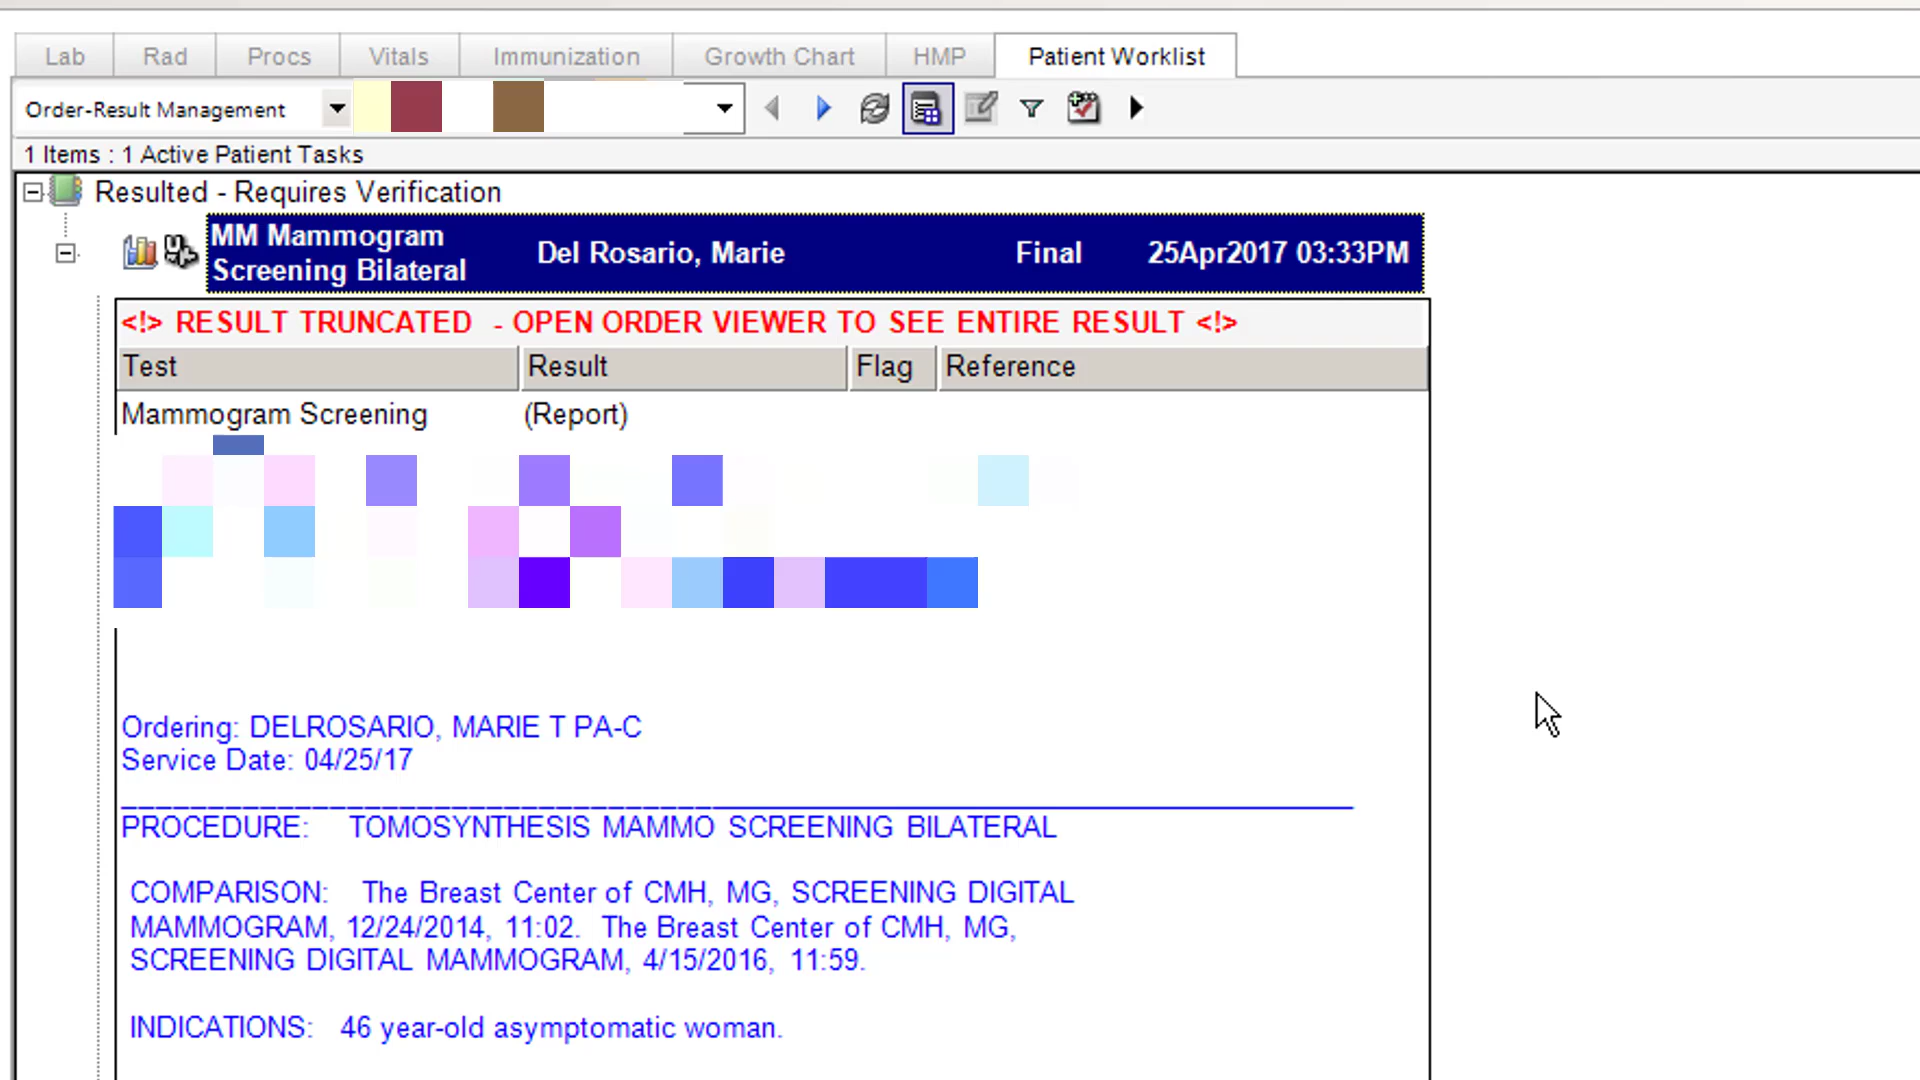 Lab Rad Procs Vitals Immunization Growth Chart HMP Patient Worklist
Order-Result Management
1 Items : 1 Active Patient Tasks
Resulted - Requires Verification
MM Mammogram
Screening Bilateral Del Rosario, Marie Final 25Apr2017 03:33PM
<!> RESULT TRUNCATED - OPEN ORDER VIEWER TO SEE ENTIRE RESULT <!>
Test Result Flag Reference
Mammogram Screening (Report)
Ordering: DELROSARIO, MARIE T PA-C
Service Date: 04/25/17
PROCEDURE: TOMOSYNTHESIS MAMMO SCREENING BILATERAL
COMPARISON: The Breast Center of CMH, MG, SCREENING DIGITAL
MAMMOGRAM, 12/24/2014, 11:02. The Breast Center of CMH, MG,
SCREENING DIGITAL MAMMOGRAM, 4/15/2016, 11:59.
INDICATIONS: 46 year-old asymptomatic woman.